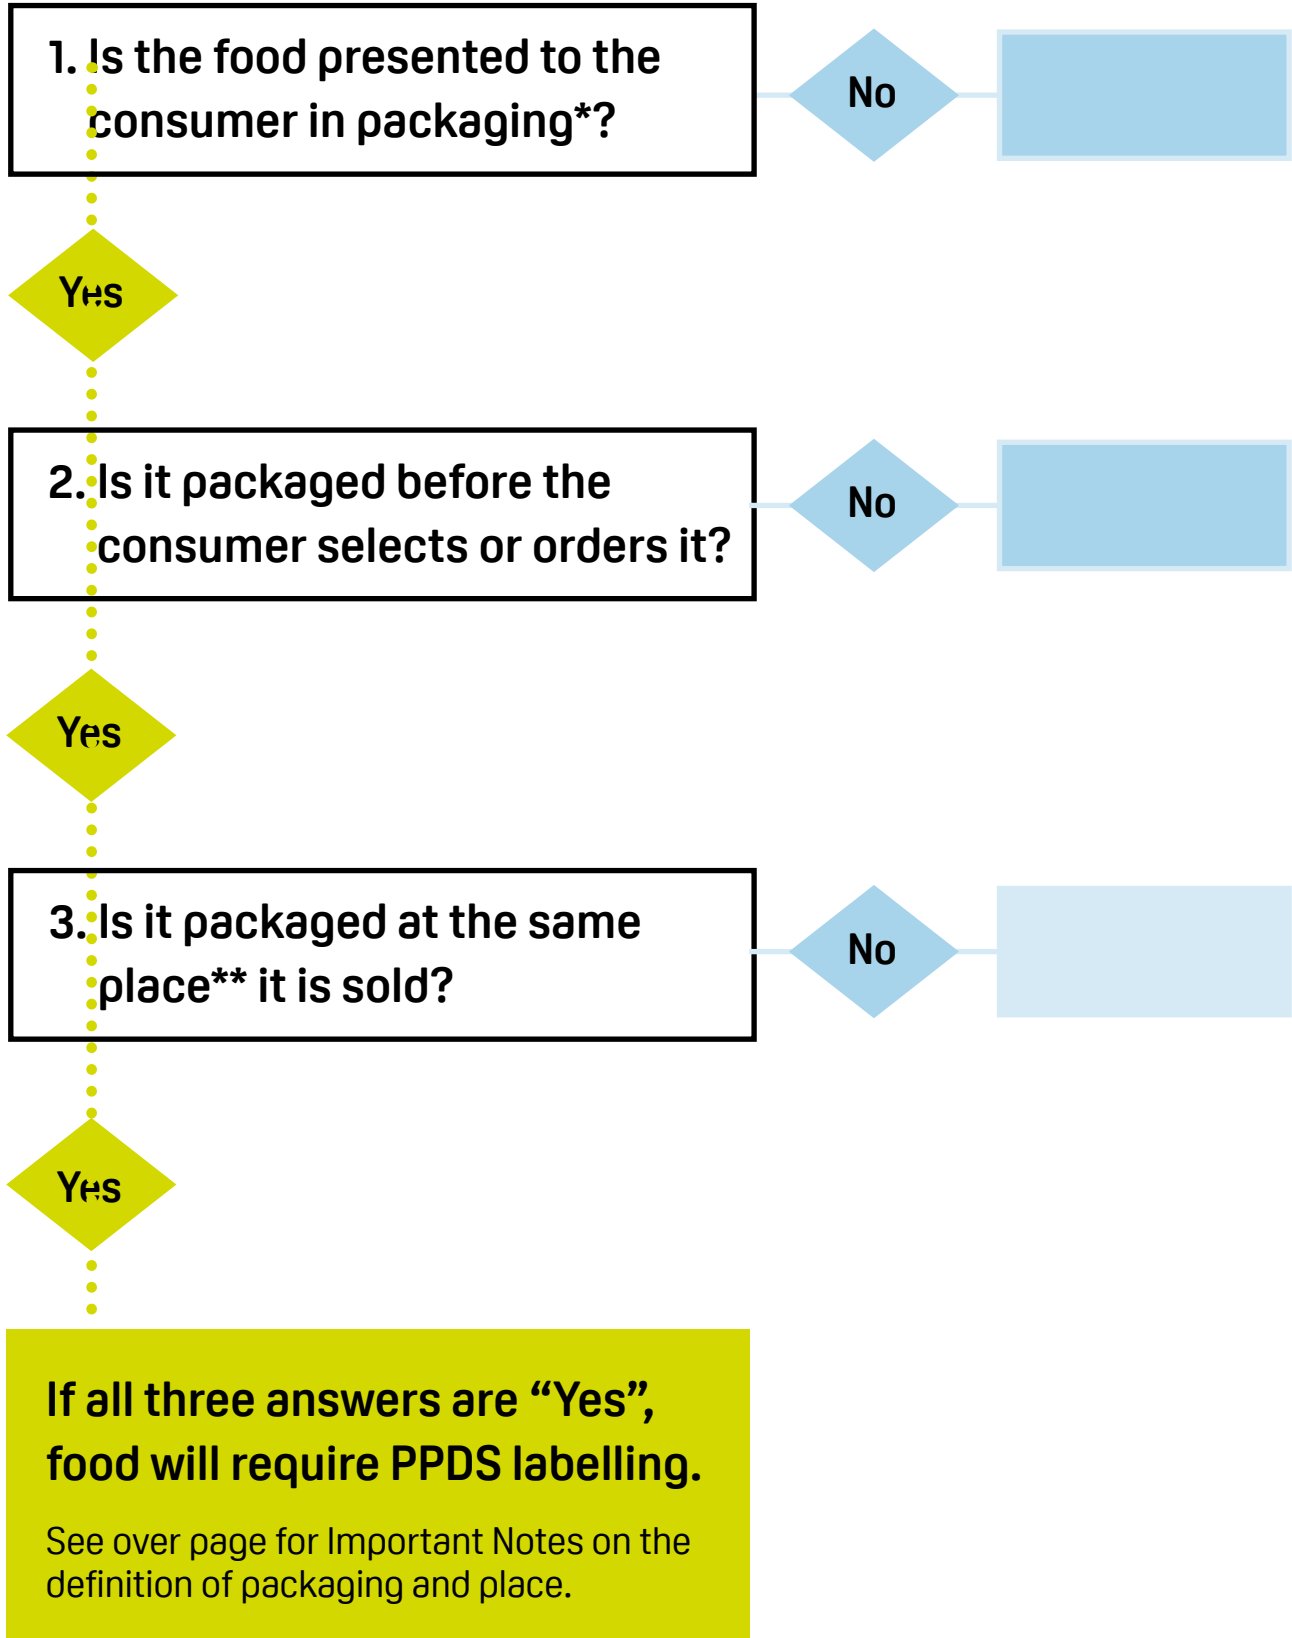 1. Is the food presented to the
consumer in packaging*?
No
Yes
2. Is it packaged before the
consumer selects or orders it?
No
Yes
3. Is it packaged at the same
place** it is sold?
No
Yes
If all three answers are “Yes”,
food will require PPDS labelling.
See over page for Important Notes on the
definition of packaging and place.